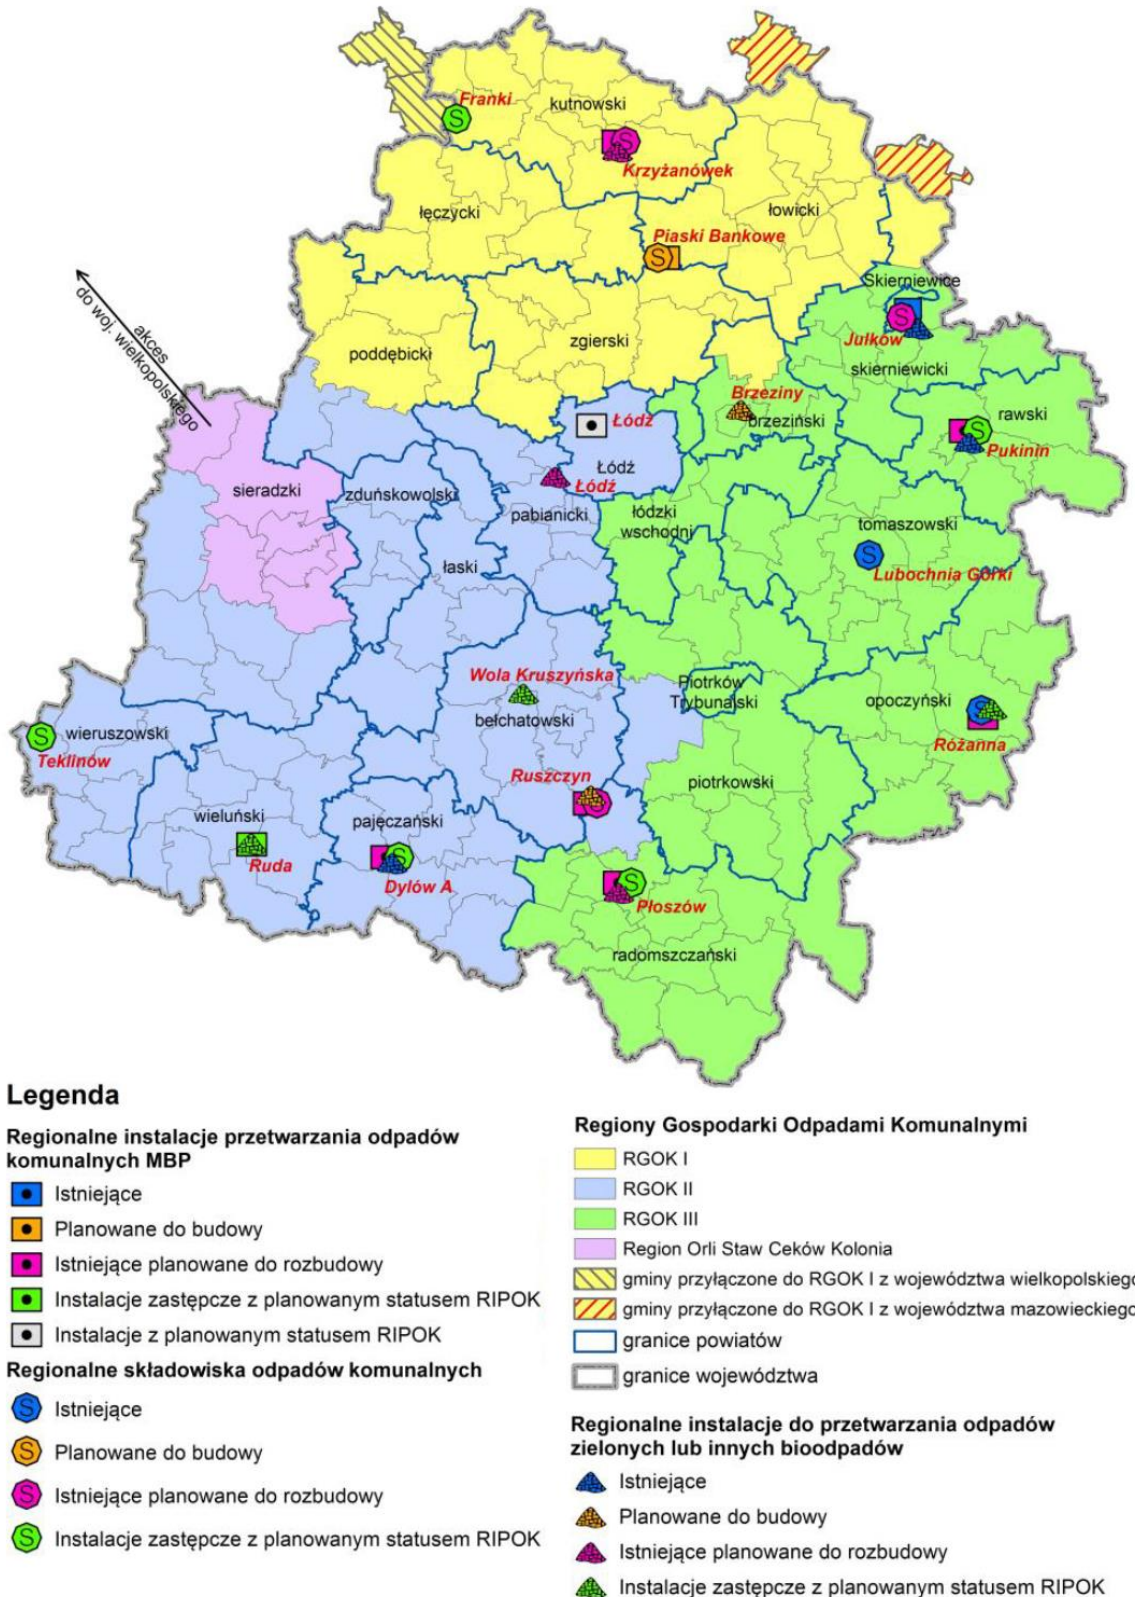 Franki
kutnowski
Krzyżanówek
łęczycki
łowicki
Piaski Bankowe
Skierniewice
akces
do woj. wielkopolskiego
zgierski
poddębicki
Julków
skierniewicki
Brzeziny
brzeziński
rawski
Pukinin
Łódź
Łódź
Łódź
sieradzki
zduńskowolski
pabianicki
łódzki
wschodni
tomaszowski
łaski
Lubochnia Górki
Wola Kruszyńska
Piotrków
Trybunalski
bełchatowski
opoczyński
wieruszowski
Teklinów
Różanna
Ruszczyn
piotrkowski
wieluński
pajęczański
Ruda
Dylów A
Płoszów
radomszczański
Legenda
Regionalne instalacje przetwarzania odpadów
komunalnych MBP
Istniejące
Planowane do budowy
Istniejące planowane do rozbudowy
Instalacje zastępcze z planowanym statusem RIPOK
Instalacje z planowanym statusem RIPOK
Regionalne składowiska odpadów komunalnych
S Istniejące
S Planowane do budowy
S Istniejące planowane do rozbudowy
S Instalacje zastępcze z planowanym statusem RIPOK
Regiony Gospodarki Odpadami Komunalnymi
RGOK I
RGOK II
RGOK III
Region Orli Staw Ceków Kolonia
gminy przyłączone do RGOK I z województwa wielkopolskiego
gminy przyłączone do RGOK I z województwa mazowieckiego
granice powiatów
granice województwa
Regionalne instalacje do przetwarzania odpadów
zielonych lub innych bioodpadów
Istniejące
Planowane do budowy
Istniejące planowane do rozbudowy
Instalacje zastępcze z planowanym statusem RIPOK